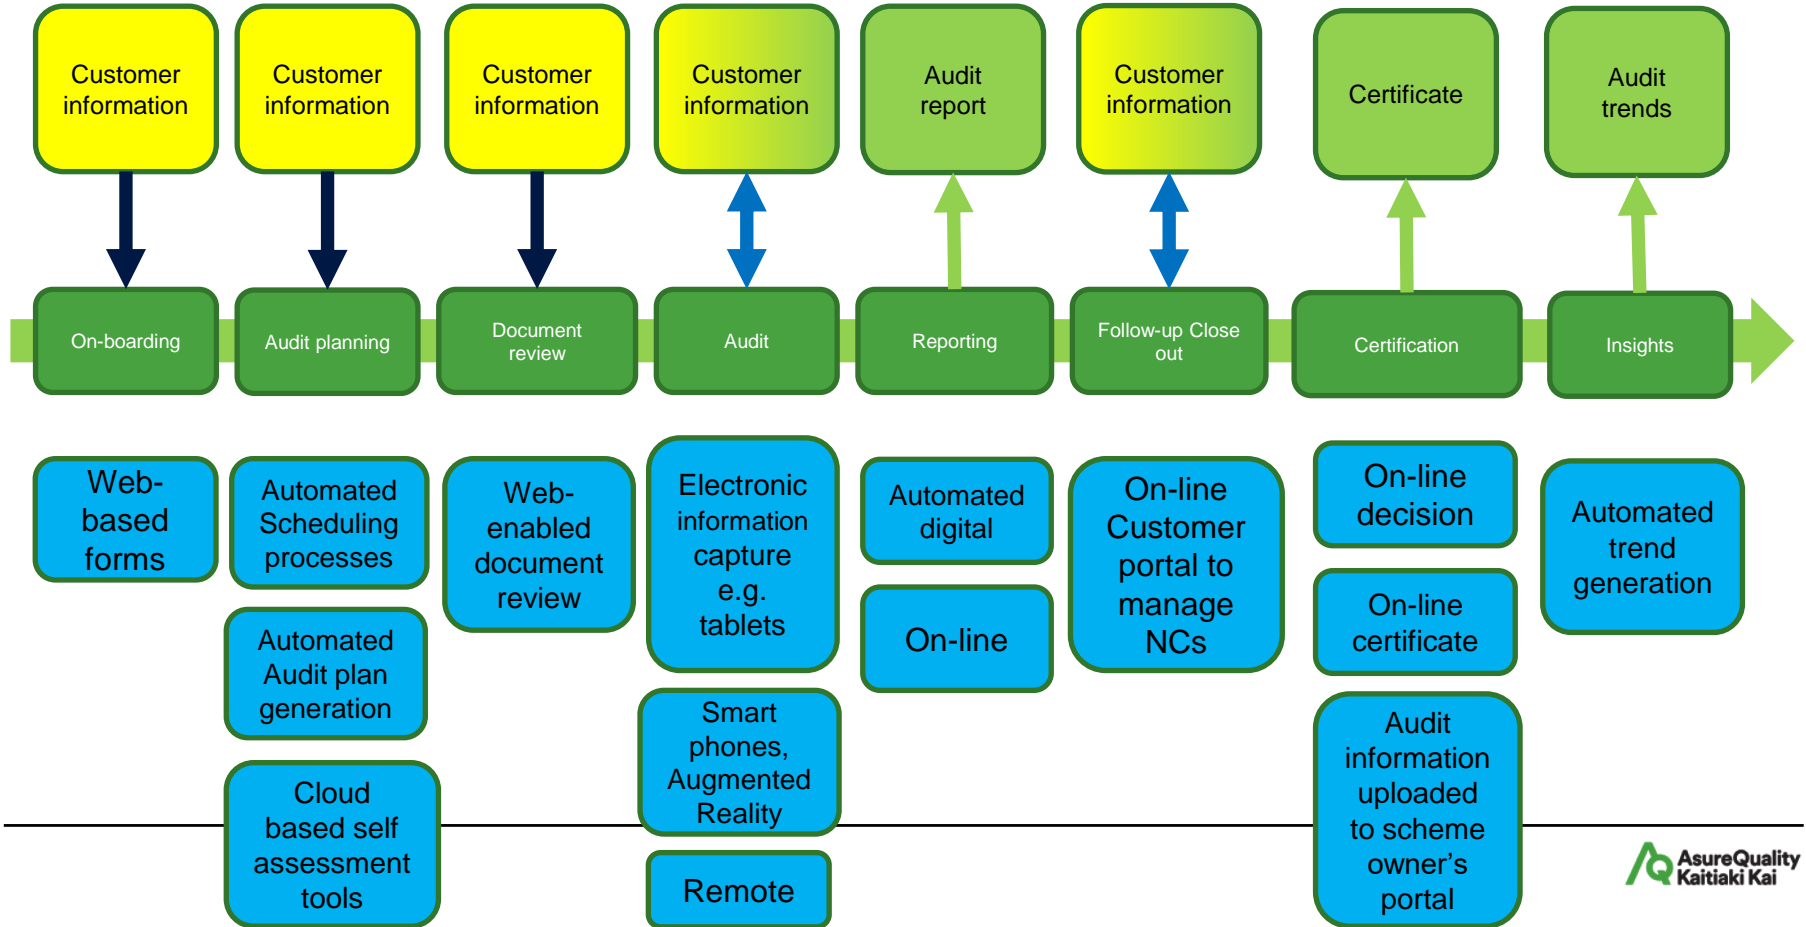 Customer
information
Customer
information
Customer
information
Customer
information
Audit
report
Customer
information
Certificate
Audit
trends
On-boarding
Audit planning
Document
review
Audit
Reporting
Follow-up Close
out
Certification
Insights
Web-
based
forms
Automated
Scheduling
processes
Automated
Audit plan
generation
Cloud
based self
assessment
tools
Web-
enabled
document
review
Electronic
information
capture
e.g.
tablets
Smart
phones,
Augmented
Reality
Remote
Automated
digital
On-line
On-line
Customer
portal to
manage
NCs
On-line
decision
On-line
certificate
Audit
information
uploaded
to scheme
owner’s
portal
Automated
trend
generation
AsureQuality
Kaitiaki Kai